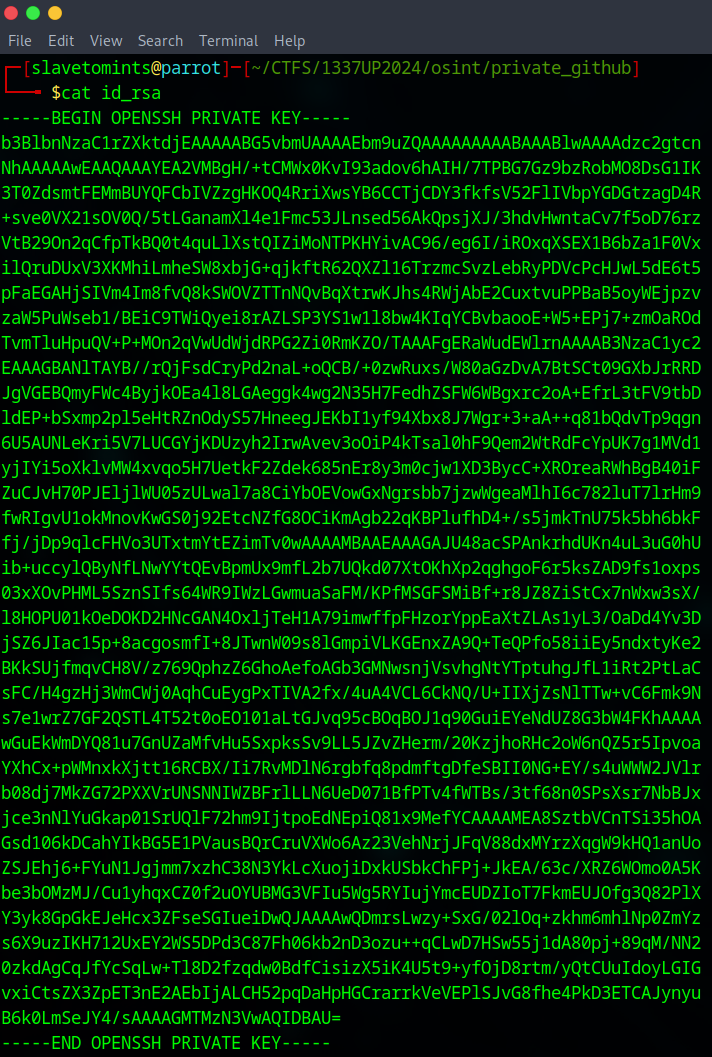 File Edit View Search Terminal Help
┌─[slavetomints@parrot]─[~/CTFS/1337UP2024/osint/private_github]
└──╼ $cat id_rsa
-----BEGIN OPENSSH PRIVATE KEY-----
b3BlbnNzaC1rZXktdjEAAAAABG5vbmUAAAAEbm9uZQAAAAAAAAABAAABlwAAAAdzc2gtcn
NhAAAAAwEAAQAAAYEA2VMBgH/+tCMWx0KvI93adov6hAIH/7TPBG7Gz9bzRobMO8DsG1IK
3T0ZdsmtFEMmBUYQFCbIVZzgHKOQ4RriXwsYB6CCTjCDY3fkfsV52FlIVbpYGDGtzagD4R
+sve0VX21sOV0Q/5tLGanamXl4e1Fmc53JLnsed56AkQpsjXJ/3hdvHwntaCv7f5oD76rz
VtB29On2qCfpTkBQ0t4quLlXstQIZiMoNTPKHYivAC96/eg6I/iROxqXSEX1B6bZa1F0Vx
ilQruDUxV3XKMhiLmheSW8xbjG+qjkftR62QXZl16TrzmcSvzLebRyPDVcPcHJwL5dE6t5
pFaEGAHjSIVm4Im8fvQ8kSWOVZTTnNQvBqXtrwKJhs4RWjAbE2CuxtvuPPBaB5oyWEjpzv
zaW5PuWseb1/BEiC9TWiQyei8rAZLSP3YS1w1l8bw4KIqYCBvbaooE+W5+EPj7+zmOaROd
TvmTluHpuQV+P+MOn2qVwUdWjdRPG2Zi0RmKZO/TAAAFgERaWudEWlrnAAAAB3NzaC1yc2
EAAAGBANlTAYB//rQjFsdCryPd2naL+oQCB/+0zwRuxs/W80aGzDvA7BtSCt09GXbJrRRD
JgVGEBQmyFWc4ByjkOEa4l8LGAeggk4wg2N35H7FedhZSFW6WBgxrc2oA+EfrL3tFV9tbD
ldEP+bSxmp2pl5eHtRZnOdyS57HneegJEKbI1yf94Xbx8J7Wgr+3+aA++q81bQdvTp9qgn
6U5AUNLeKri5V7LUCGYjKDUzyh2IrwAvev3oOiP4kTsal0hF9Qem2WtRdFcYpUK7g1MVd1
yjIYi5oXklvMW4xvqo5H7UetkF2Zdek685nEr8y3m0cjw1XD3BycC+XROreaRWhBgB40iF
ZuCJvH70PJEljlWU05zULwal7a8CiYbOEVowGxNgrsbb7jzwWgeaMlhI6c782luT7lrHm9
fwRIgvU1okMnovKwGS0j92EtcNZfG8OCiKmAgb22qKBPlufhD4+/s5jmkTnU75k5bh6bkF
fj/jDp9qlcFHVo3UTxtmYtEZimTv0wAAAAMBAAEAAAGAJU48acSPAnkrhdUKn4uL3uG0hU
ib+uccylQByNfLNwYYtQEvBpmUx9mfL2b7UQkd07XtOKhXp2qghgoF6r5ksZAD9fs1oxps
03xXOvPHML5SznSIfs64WR9IWzLGwmuaSaFM/KPfMSGFSMiBf+r8JZ8ZiStCx7nWxw3sX/
l8HOPU01kOeDOKD2HNcGAN4OxljTeH1A79imwffpFHzorYppEaXtZLAs1yL3/OaDd4Yv3D
jSZ6JIac15p+8acgosmfI+8JTwnW09s8lGmpiVLKGEnxZA9Q+TeQPfo58iiEy5ndxtyKe2
BKkSUjfmqvCH8V/z769QphzZ6GhoAefoAGb3GMNwsnjVsvhgNtYTptuhgJfL1iRt2PtLaC
sFC/H4gzHj3WmCWj0AqhCuEygPxTIVA2fx/4uA4VCL6CkNQ/U+IIXjZsNlTTw+vC6Fmk9N
s7e1wrZ7GF2QSTL4T52t0oEO101aLtGJvq95cBOqBOJ1q90GuiEYeNdUZ8G3bW4FKhAAAA
wGuEkWmDYQ81u7GnUZaMfvHu5SxpksSv9LL5JZvZHerm/20KzjhoRHc2oW6nQZ5r5Ipvoa
YXhCx+pWMnxkXjtt16RCBX/Ii7RvMDlN6rgbfq8pdmftgDfeSBII0NG+EY/s4uWWW2JVlr
b08dj7MkZG72PXXVrUNSNNIWZBFrlLLN6UeD071BfPTv4fWTBs/3tf68n0SPsXsr7NbBJx
jce3nNlYuGkap01SrUQlF72hm9IjtpoEdNEpiQ81x9MefYCAAAAMEA8SztbVCnTSi35hOA
Gsd106kDCahYIkBG5E1PVausBQrCruVXWo6Az23VehNrjJFqV88dxMYrzXqgW9kHQ1anUo
ZSJEhj6+FYuN1Jgjmm7xzhC38N3YkLcXuojiDxkUSbkChFPj+JkEA/63c/XRZ6WOmo0A5K
be3bOMzMJ/Cu1yhqxCZ0f2uOYUBMG3VFIu5Wg5RYIujYmcEUDZIoT7FkmEUJOfg3Q82PlX
Y3yk8GpGkEJeHcx3ZFseSGIueiDwQJAAAAwQDmrsLwzy+SxG/02lOq+zkhm6mhlNp0ZmYz
s6X9uzIKH712UxEY2WS5DPd3C87Fh06kb2nD3ozu++qCLwD7HSw55j1dA80pj+89qM/NN2
0zkdAgCqJfYcSqLw+Tl8D2fzqdw0BdfCisizX5iK4U5t9+yfOjD8rtm/yQtCUuIdoyLGIG
vxiCtsZX3ZpET3nE2AEbIjALCH52pqDaHpHGCrarrkVeVEPlSJvG8fhe4PkD3ETCAJynyu
B6k0LmSeJY4/sAAAAGMTMzN3VwAQIDBAU=
-----END OPENSSH PRIVATE KEY-----